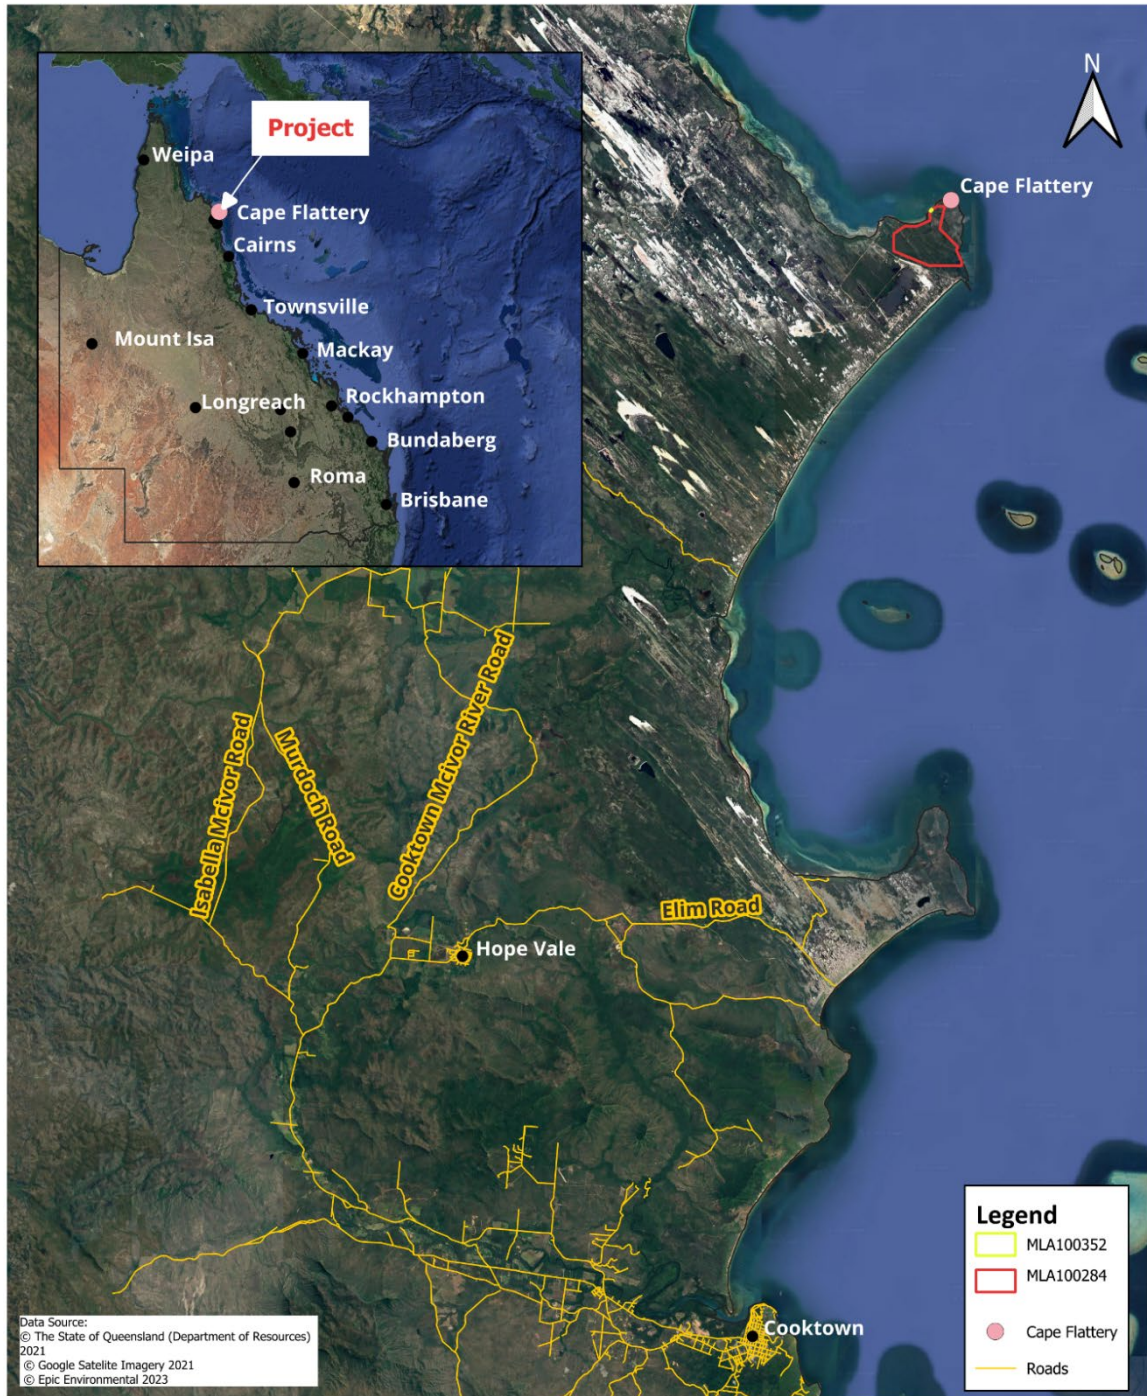 N
Project
Weipa
Cape Flattery
Cape Flattery
Cairns
Townsville
Mount Isa
Mackay
Longreach
Rockhampton
Bundaberg
Roma
Brisbane
Isabella Mcivor Road
Murdoch Road
Cooktown Mcivor River Road
Elim Road
Hope Vale
Cooktown
Legend
MLA100352
MLA100284
Cape Flattery
Roads
Data Source:
© The State of Queensland (Department of Resources)
2021
© Google Satelite Imagery 2021
© Epic Environmental 2023